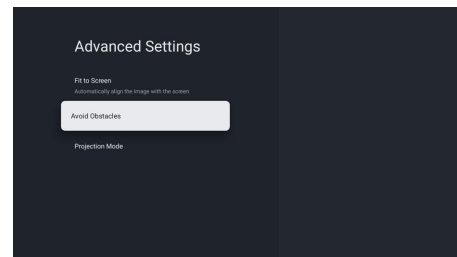 Advanced Settings
Fit to Screen
Automatically align the image with the screen
Avoid Obstacles
Projection Mode